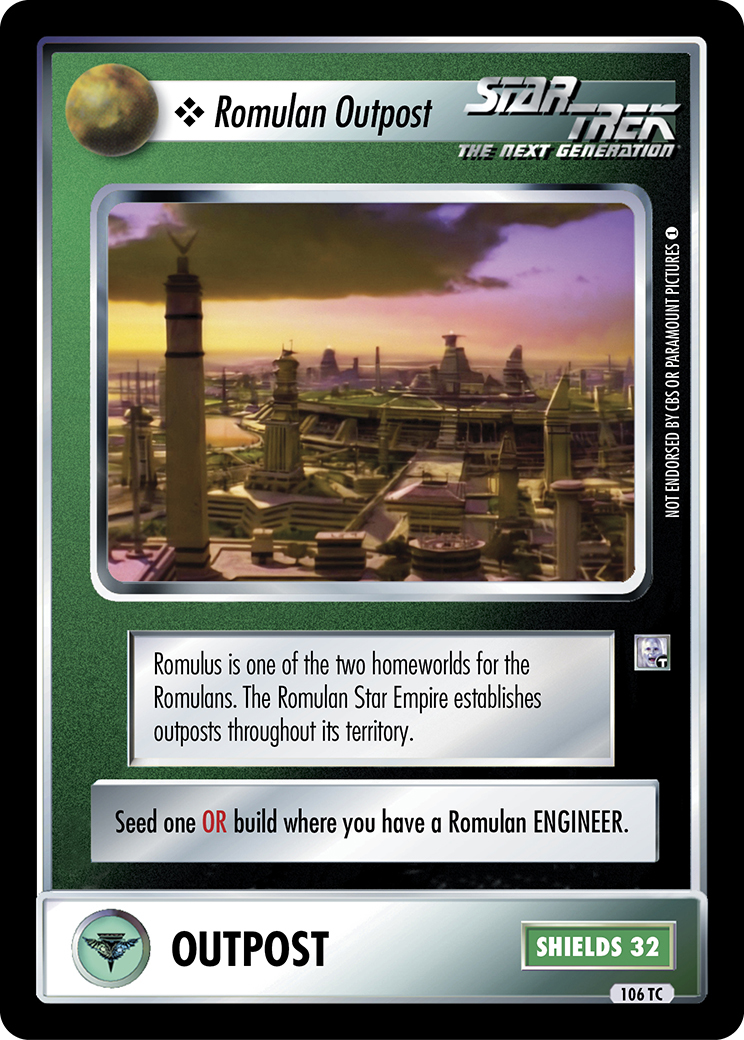 ❖ Romulan Outpost
STAR TREK
THE NEXT GENERATION
NOT ENDORSED BY CBS OR PARAMOUNT PICTURES 1
Romulus is one of the two homeworlds for the
Romulans. The Romulan Star Empire establishes
outposts throughout its territory.
T
Seed one OR build where you have a Romulan ENGINEER.
OUTPOST
SHIELDS 32
106 TC